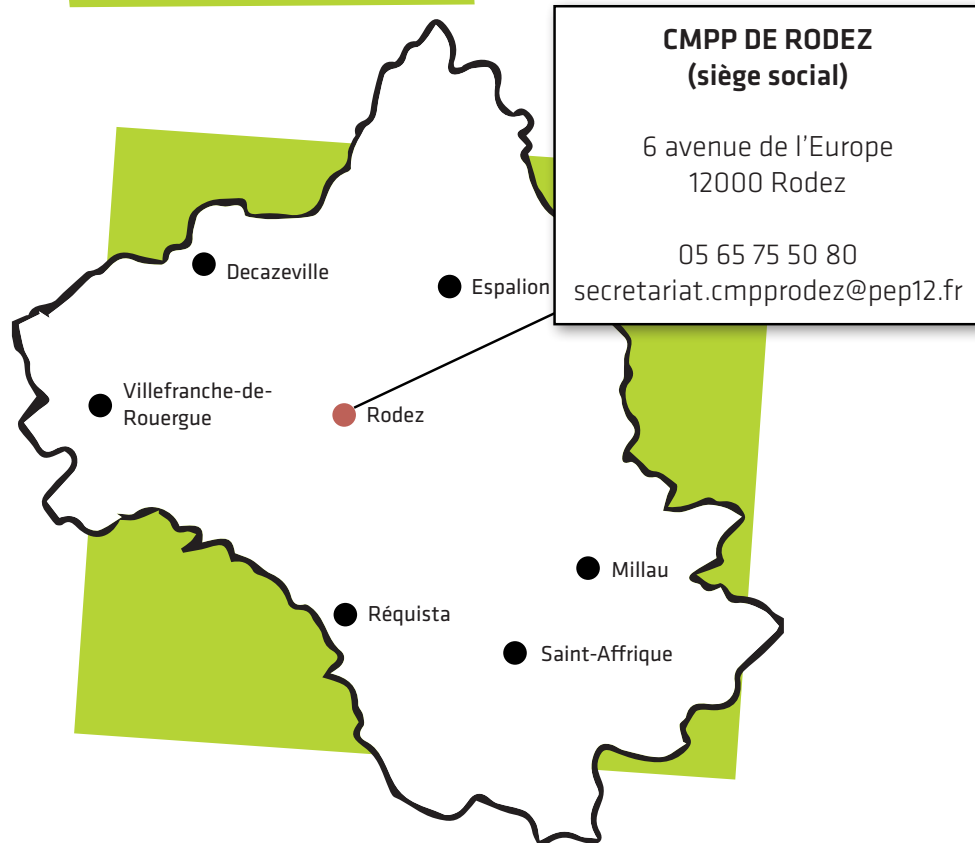 CMPP DE RODEZ
(siège social)
6 avenue de l'Europe
12000 Rodez
05 65 75 50 80
secretariat.cmpprodez@pep12.fr
Decazeville
Espalion
Villefranche-de-
Rouergue
Rodez
Millau
Réquista
Saint-Affrique